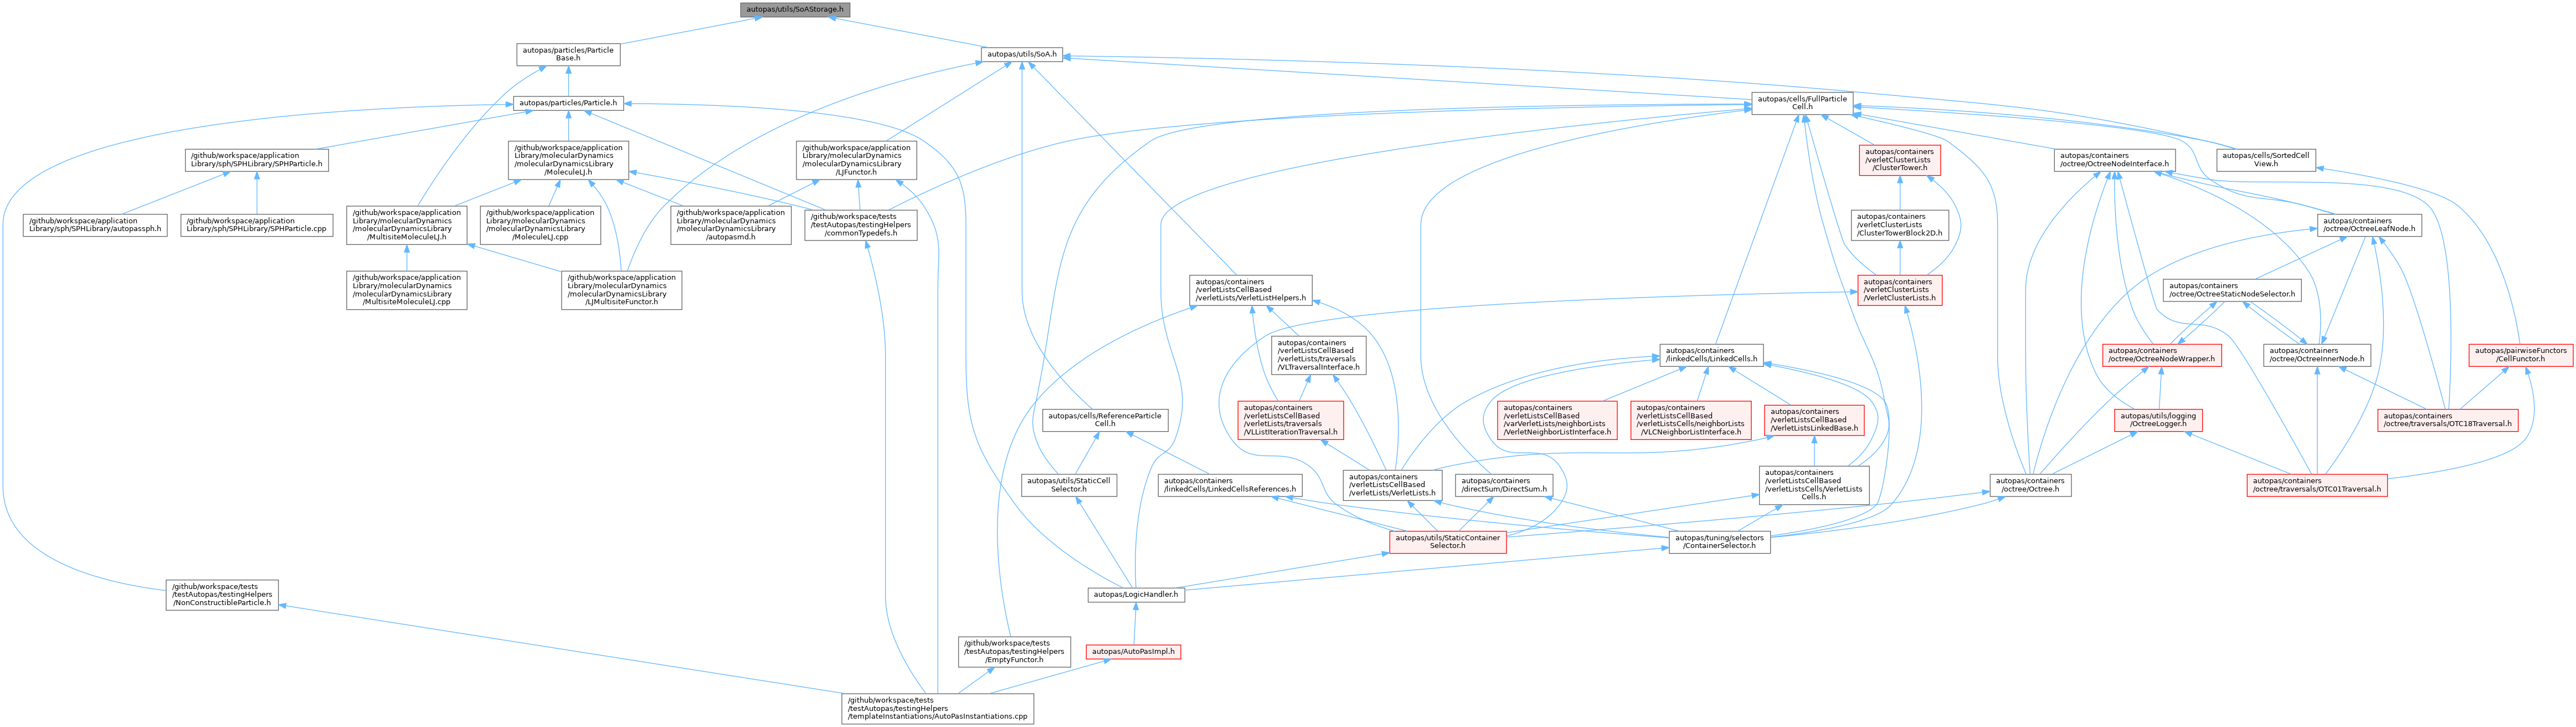 autopas/utils/SoAStorage.h
autopas/particles/Particle
Base.h
autopas/utils/SoA.h
autopas/particles/Particle.h
autopas/cells/FullParticle
Cell.h
/github/workspace/application
Library/sph/SPHLibrary/SPHParticle.h
/github/workspace/application
Library/molecularDynamics
/molecularDynamicsLibrary
/MoleculeLJ.h
/github/workspace/application
Library/molecularDynamics
/molecularDynamicsLibrary
/LJFunctor.h
autopas/containers
/verletClusterLists
/ClusterTower.h
autopas/containers
/octree/OctreeNodeInterface.h
autopas/cells/SortedCell
View.h
/github/workspace/application
Library/sph/SPHLibrary/autopassph.h
/github/workspace/application
Library/sph/SPHLibrary/SPHParticle.cpp
/github/workspace/application
Library/molecularDynamics
/molecularDynamicsLibrary
/MultisiteMoleculeLJ.h
/github/workspace/application
Library/molecularDynamics
/molecularDynamicsLibrary
/MoleculeLJ.cpp
/github/workspace/application
Library/molecularDynamics
/molecularDynamicsLibrary
/autopasmd.h
/github/workspace/tests
/testAutopas/testingHelpers
/commonTypedefs.h
autopas/containers
/verletClusterLists
/ClusterTowerBlock2D.h
autopas/containers
/octree/OctreeLeafNode.h
/github/workspace/application
Library/molecularDynamics
/molecularDynamicsLibrary
/MultisiteMoleculeLJ.cpp
/github/workspace/application
Library/molecularDynamics
/molecularDynamicsLibrary
/LJMultisiteFunctor.h
autopas/containers
/verletListsCellBased
/verletLists/VerletListHelpers.h
autopas/containers
/verletClusterLists
/VerletClusterLists.h
autopas/containers
/octree/OctreeStaticNodeSelector.h
autopas/containers
/verletListsCellBased
/verletLists/traversals
/VLTraversalInterface.h
autopas/containers
/linkedCells/LinkedCells.h
autopas/containers
/octree/OctreeNodeWrapper.h
autopas/containers
/octree/OctreeInnerNode.h
autopas/pairwiseFunctors
/CellFunctor.h
autopas/cells/ReferenceParticle
Cell.h
autopas/containers
/verletListsCellBased
/verletLists/traversals
/VLListIterationTraversal.h
autopas/containers
/verletListsCellBased
/varVerletLists/neighborLists
/VerletNeighborListInterface.h
autopas/containers
/verletListsCellBased
/verletListsCells/neighborLists
/VLCNeighborListInterface.h
autopas/containers
/verletListsCellBased
/VerletListsLinkedBase.h
autopas/utils/logging
/OctreeLogger.h
autopas/containers
/octree/traversals/OTC18Traversal.h
autopas/utils/StaticCell
Selector.h
autopas/containers
/linkedCells/LinkedCellsReferences.h
autopas/containers
/verletListsCellBased
/verletLists/VerletLists.h
autopas/containers
/directSum/DirectSum.h
autopas/containers
/verletListsCellBased
/verletListsCells/VerletLists
Cells.h
autopas/containers
/octree/Octree.h
autopas/containers
/octree/traversals/OTC01Traversal.h
autopas/utils/StaticContainer
Selector.h
autopas/tuning/selectors
/ContainerSelector.h
/github/workspace/tests
/testAutopas/testingHelpers
/NonConstructibleParticle.h
autopas/LogicHandler.h
/github/workspace/tests
/testAutopas/testingHelpers
/EmptyFunctor.h
autopas/AutoPasImpl.h
/github/workspace/tests
/testAutopas/testingHelpers
/templateInstantiations/AutoPasInstantiations.cpp